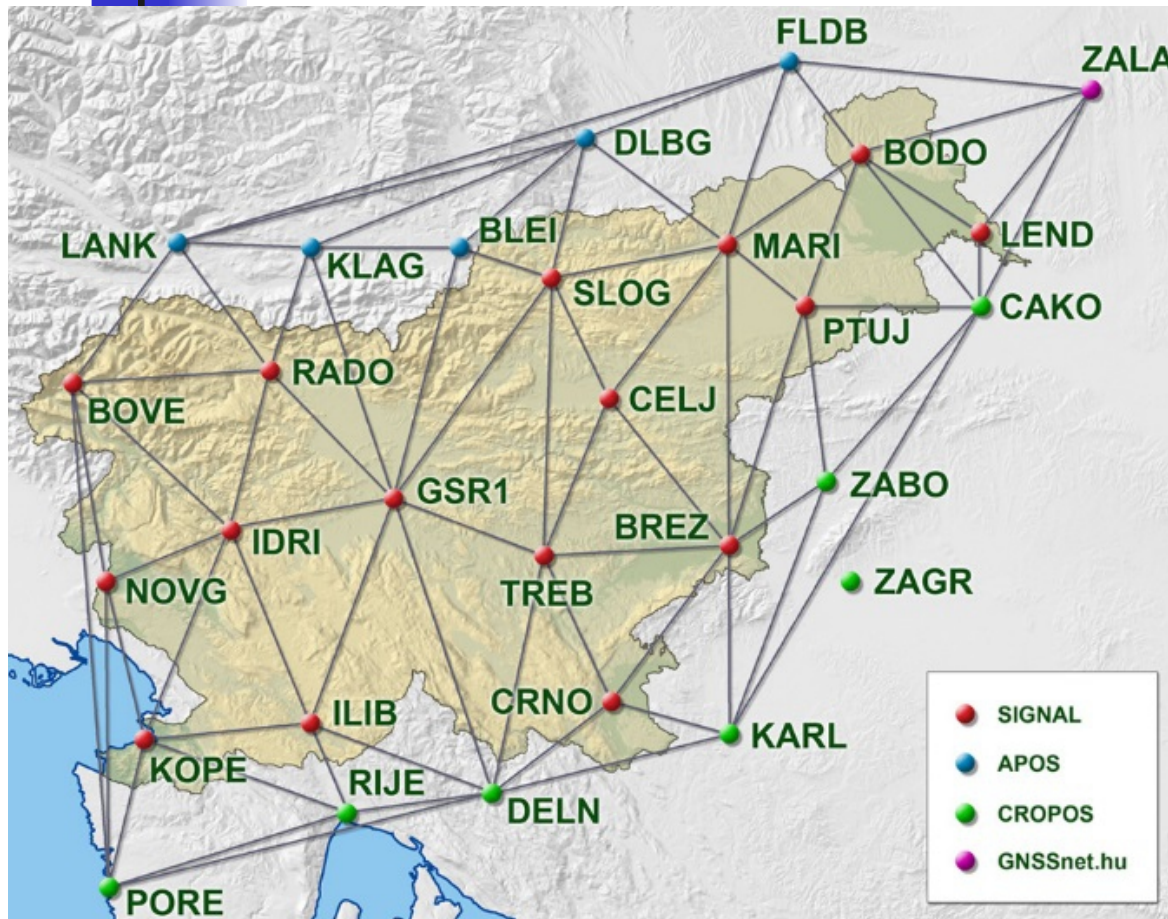 FLDB
ZALA
DLBG
BODO
LANK
KLAG
BLEI
MARI
LEND
SLOG
CAKO
PTUJ
RADO
BOVE
CELJ
GSR1
ZABO
IDRI
BREZ
NOVG
TREB
ZAGR
CRNO
ILIB
KARL
KOPE
RIJE
DELN
PORE
SIGNAL
APOS
CROPOS
GNSSnet.hu